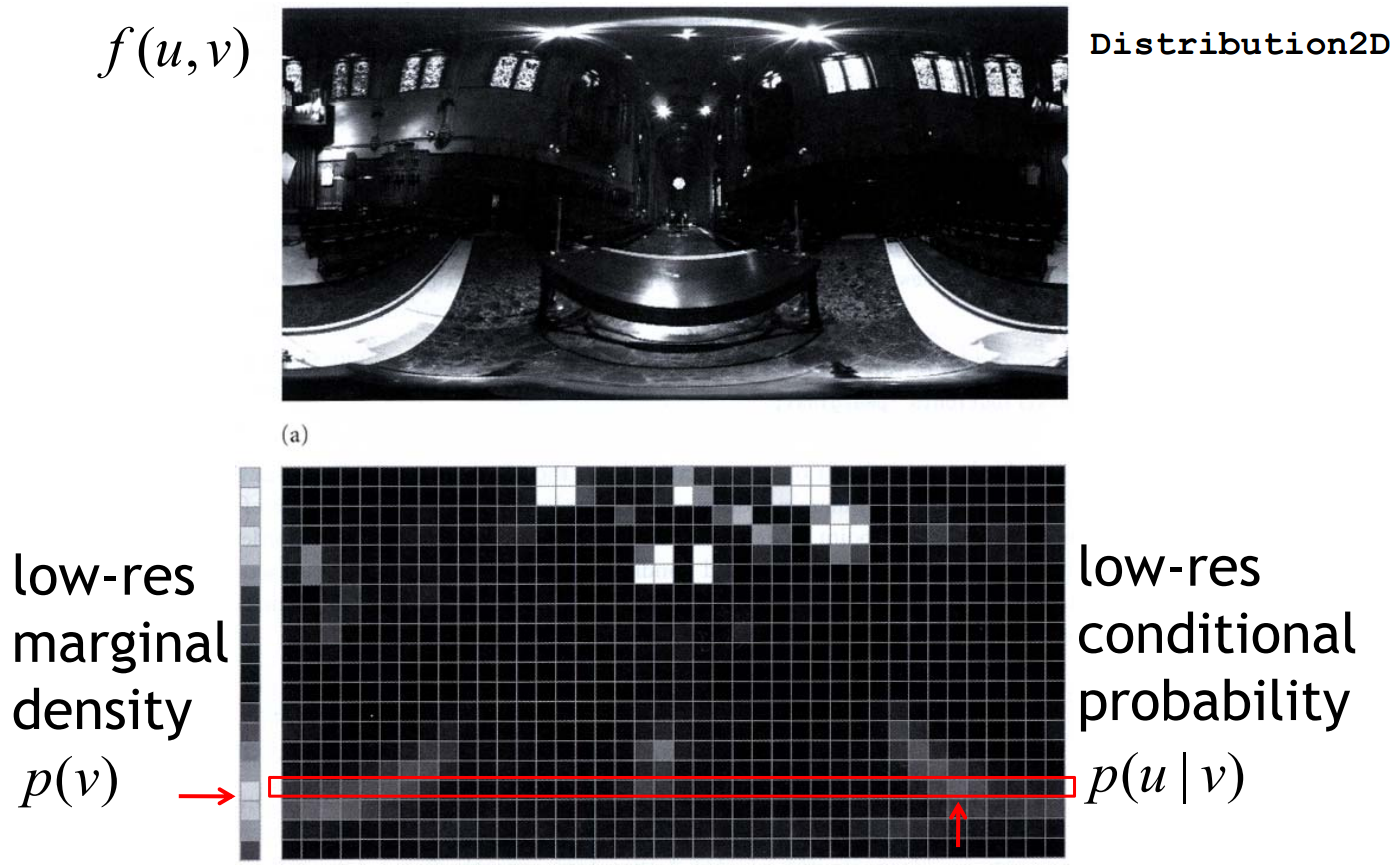 f(u,v)
Distribution2D
(a)
low-res
marginal
density
p(v)
low-res
conditional
probability
p(u | v)